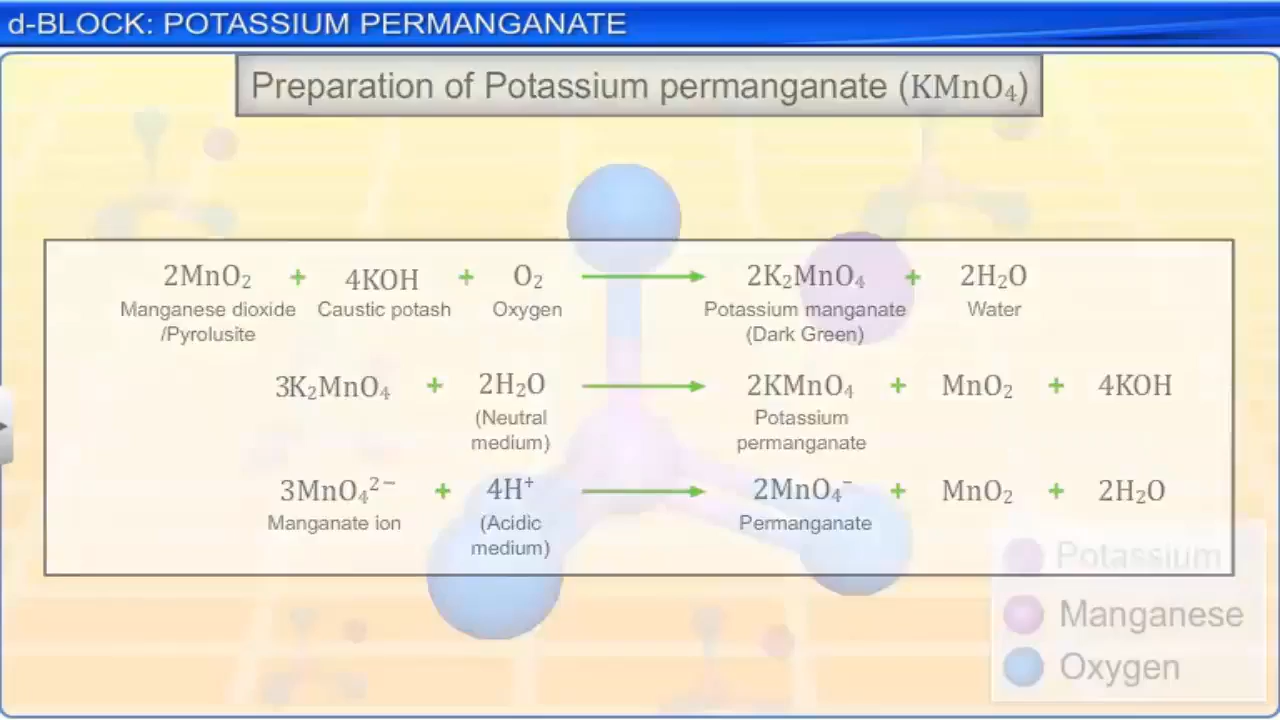 d-BLOCK: POTASSIUM PERMANGANATE
Preparation of Potassium permanganate (KMnO₄)
2MnO₂ + 4KOH + O₂ ⟶ 2K₂MnO₄ + 2H₂O
Manganese dioxide Caustic potash Oxygen Potassium manganate Water
/Pyrolusite (Dark Green)
3K₂MnO₄ + 2H₂O ⟶ 2KMnO₄ + MnO₂ + 4KOH
(Neutral Potassium
medium) permanganate
3MnO₄²⁻ + 4H⁺ ⟶ 2MnO₄⁻ + MnO₂ + 2H₂O
Manganate ion (Acidic Permanganate
medium)
Potassium
Manganese
Oxygen